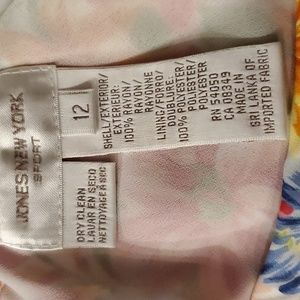 JONES NEW YORK
SPORT
12
SHELL/EXTERIOR/
EXTERIEUR:
100% RAYON/
RAYON/
RAYONNE
LINING/FORRO/
DOUBLURE:
100% POLYESTER/
POLIESTER/
POLYESTER
RN 54050
CA 08349
MADE IN
SRI LANKA OF
IMPORTED FABRIC
DRY CLEAN
LAVAR EN SECO
NETTOYAGE A SEC